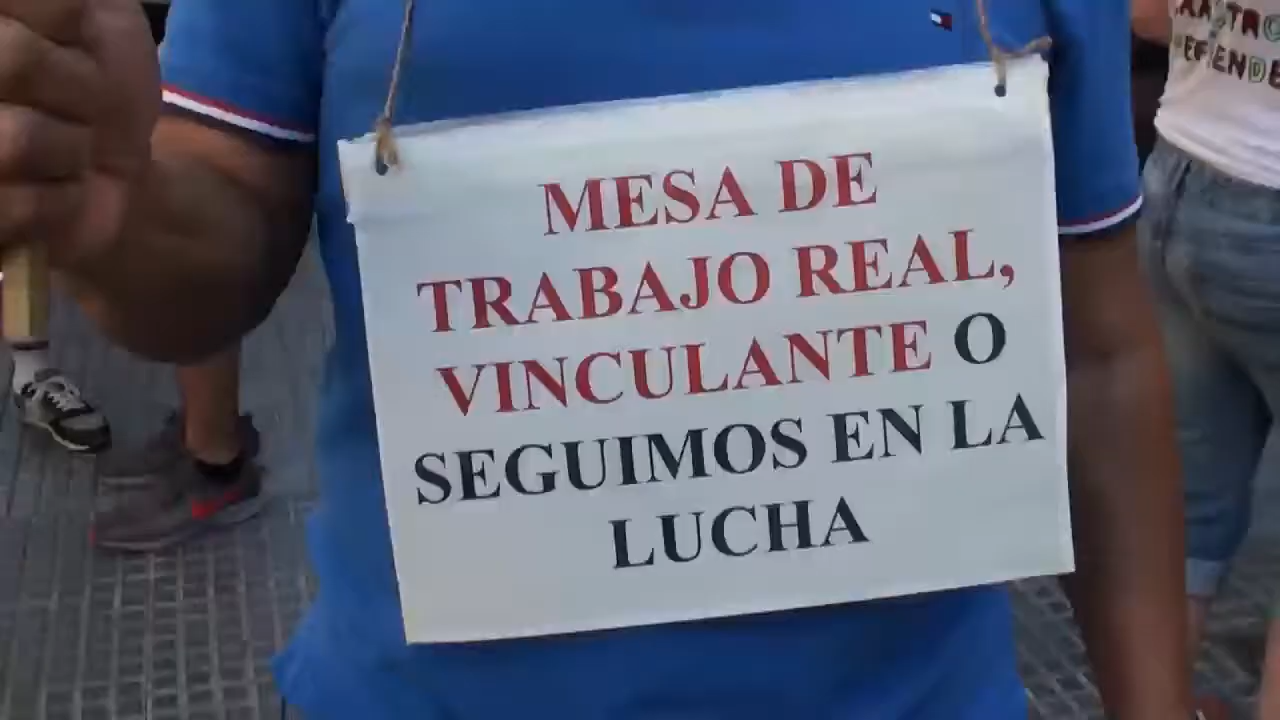 MESA DE
TRABAJO REAL,
VINCULANTE O
SEGUIMOS EN LA
LUCHA